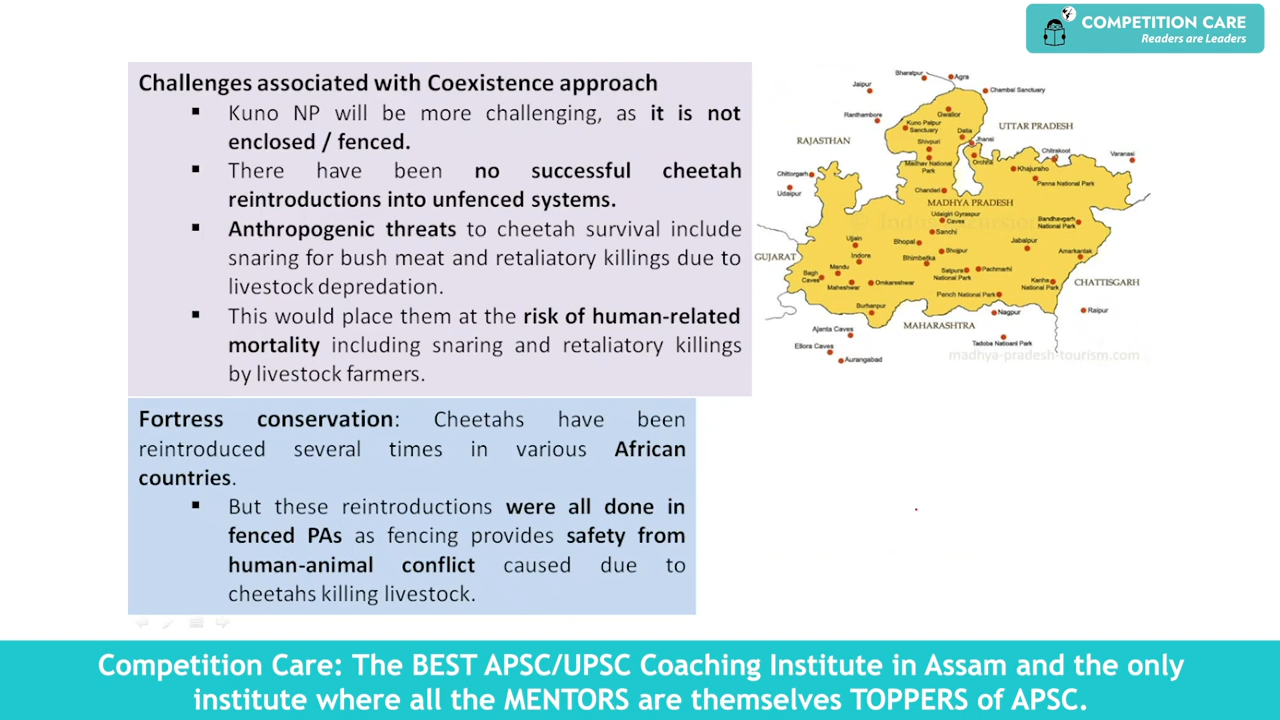 COMPETITION CARE
Readers are Leaders
Challenges associated with Coexistence approach
▪ Kuno NP will be more challenging, as it is not
enclosed / fenced.
▪ There have been no successful cheetah
reintroductions into unfenced systems.
▪ Anthropogenic threats to cheetah survival include
snaring for bush meat and retaliatory killings due to
livestock depredation.
▪ This would place them at the risk of human-related
mortality including snaring and retaliatory killings
by livestock farmers.
Fortress conservation: Cheetahs have been
reintroduced several times in various African
countries.
▪ But these reintroductions were all done in
fenced PAs as fencing provides safety from
human-animal conflict caused due to
cheetahs killing livestock.
Bharatpur
Agra
Jaipur
Chambal Sanctuary
Ranthambore
Gwalior
Kuno Palpur
Sanctuary
UTTAR PRADESH
Datia
RAJASTHAN
Shivpuri
Jhansi
Orchha
Chitrakoot
Varanasi
Madhav National
Park
Khajuraho
Chittorgarh
Panna National Park
Udaipur
Chanderi
MADHYA PRADESH
Udaigiri Gyraspur
Caves
Bandhavgarh
National Park
Sanchi
Ujjain
Bhopal
Jabalpur
Bhojpur
Amarkantak
GUJARAT
Indore
Bhimbetka
Mandu
Satpura
National Park
Pachmarhi
Bagh
Caves
Maheshwar
Omkareshwar
Kanha
National Park
CHATTISGARH
Pench National Park
Burhanpur
Nagpur
Raipur
MAHARASHTRA
Ajanta Caves
Ellora Caves
Tadoba Natioanl Park
Aurangabad
madhya-pradesh-tourism.com
Competition Care: The BEST APSC/UPSC Coaching Institute in Assam and the only
institute where all the MENTORS are themselves TOPPERS of APSC.